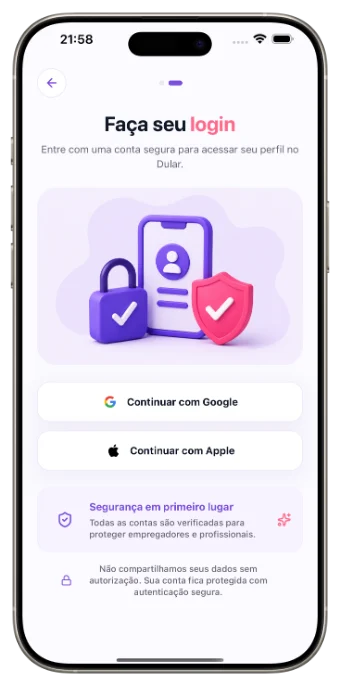 21:58
Faça seu login
Entre com uma conta segura para acessar seu perfil no
Dular.
Continuar com Google
Continuar com Apple
Segurança em primeiro lugar
Todas as contas são verificadas para
proteger empregadores e profissionais.
Não compartilhamos seus dados sem
autorização. Sua conta fica protegida com
autenticação segura.